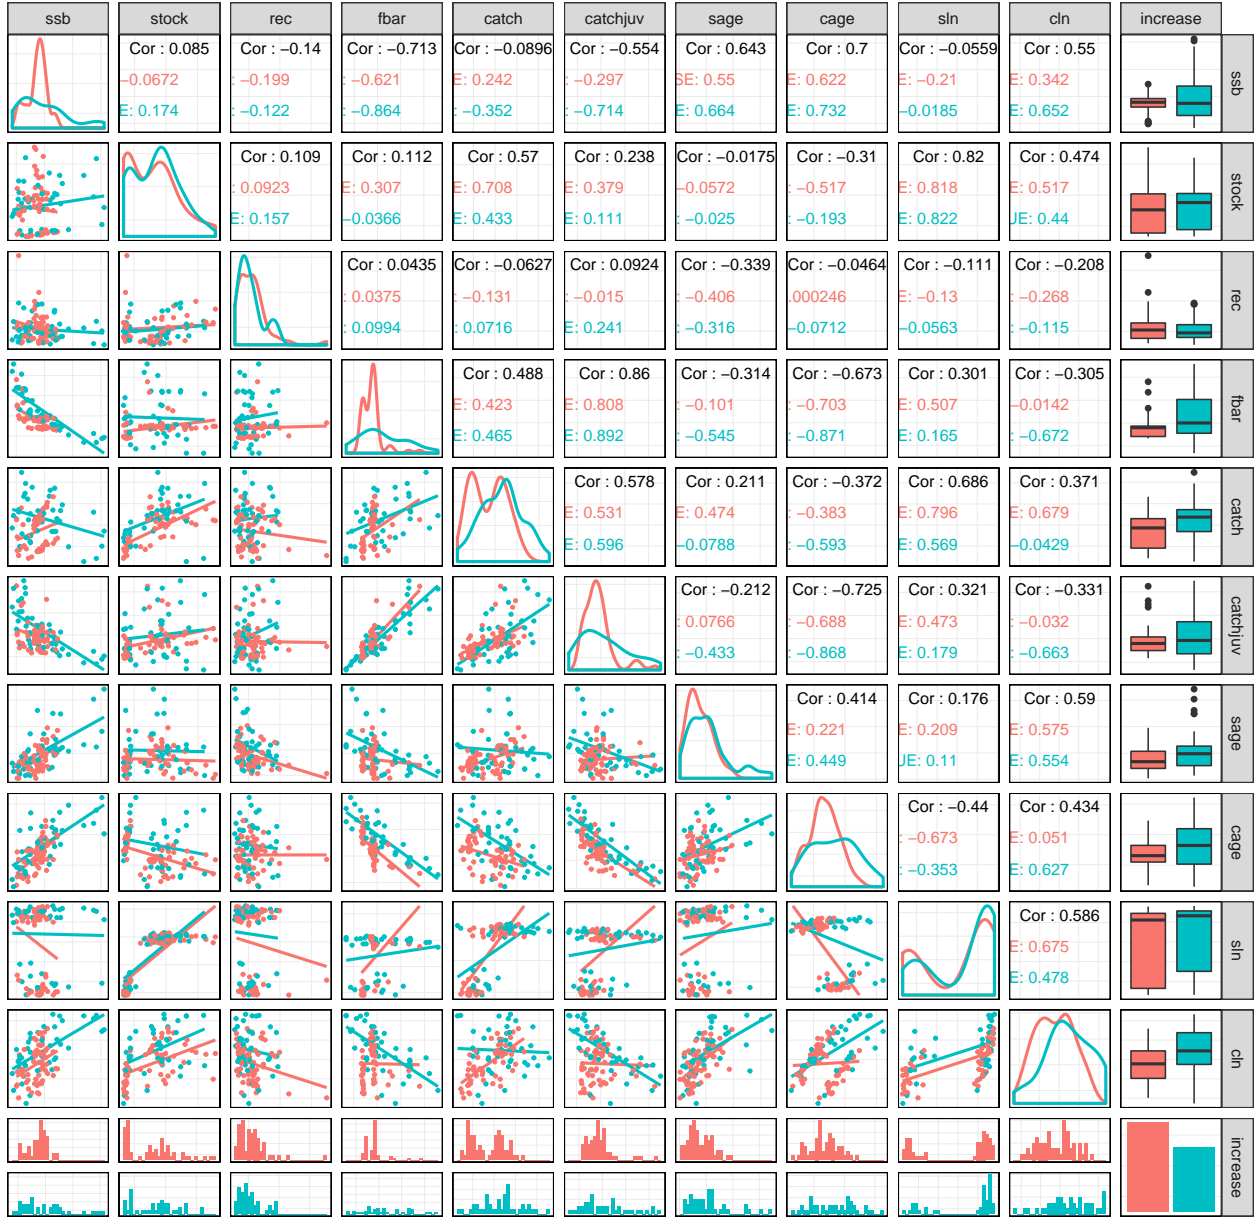 ssb stock rec fbar catch catchjuv sage cage sln cln increase
Cor : 0.085 Cor : −0.14 Cor : −0.713 Cor : −0.0896 Cor : −0.554 Cor : 0.643 Cor : 0.7 Cor : −0.0559 Cor : 0.55
−0.0672 : −0.199 : −0.621 E: 0.242 : −0.297 SE: 0.55 E: 0.622 E: −0.21 E: 0.342
E: 0.174 : −0.122 : −0.864 : −0.352 : −0.714 E: 0.664 E: 0.732 −0.0185 E: 0.652
ssb
Cor : 0.109 Cor : 0.112 Cor : 0.57 Cor : 0.238 Cor : −0.0175 Cor : −0.31 Cor : 0.82 Cor : 0.474
: 0.0923 E: 0.307 E: 0.708 E: 0.379 −0.0572 : −0.517 E: 0.818 E: 0.517
E: 0.157 −0.0366 E: 0.433 E: 0.111 : −0.025 : −0.193 E: 0.822 UE: 0.44
stock
Cor : 0.0435 Cor : −0.0627 Cor : 0.0924 Cor : −0.339 Cor : −0.0464 Cor : −0.111 Cor : −0.208
: 0.0375 : −0.131 : −0.015 : −0.406 .000246 E: −0.13 : −0.268
: 0.0994 : 0.0716 E: 0.241 : −0.316 −0.0712 −0.0563 : −0.115
rec
Cor : 0.488 Cor : 0.86 Cor : −0.314 Cor : −0.673 Cor : 0.301 Cor : −0.305
E: 0.423 E: 0.808 : −0.101 : −0.703 E: 0.507 −0.0142
E: 0.465 E: 0.892 : −0.545 : −0.871 E: 0.165 : −0.672
fbar
Cor : 0.578 Cor : 0.211 Cor : −0.372 Cor : 0.686 Cor : 0.371
E: 0.531 E: 0.474 : −0.383 E: 0.796 E: 0.679
E: 0.596 −0.0788 : −0.593 E: 0.569 −0.0429
catch
Cor : −0.212 Cor : −0.725 Cor : 0.321 Cor : −0.331
: 0.0766 : −0.688 E: 0.473 : −0.032
: −0.433 : −0.868 E: 0.179 : −0.663
catchjuv
Cor : 0.414 Cor : 0.176 Cor : 0.59
E: 0.221 E: 0.209 E: 0.575
E: 0.449 UE: 0.11 E: 0.554
sage
Cor : −0.44 Cor : 0.434
: −0.673 E: 0.051
: −0.353 E: 0.627
cage
Cor : 0.586
E: 0.675
E: 0.478
sln
cln
increase